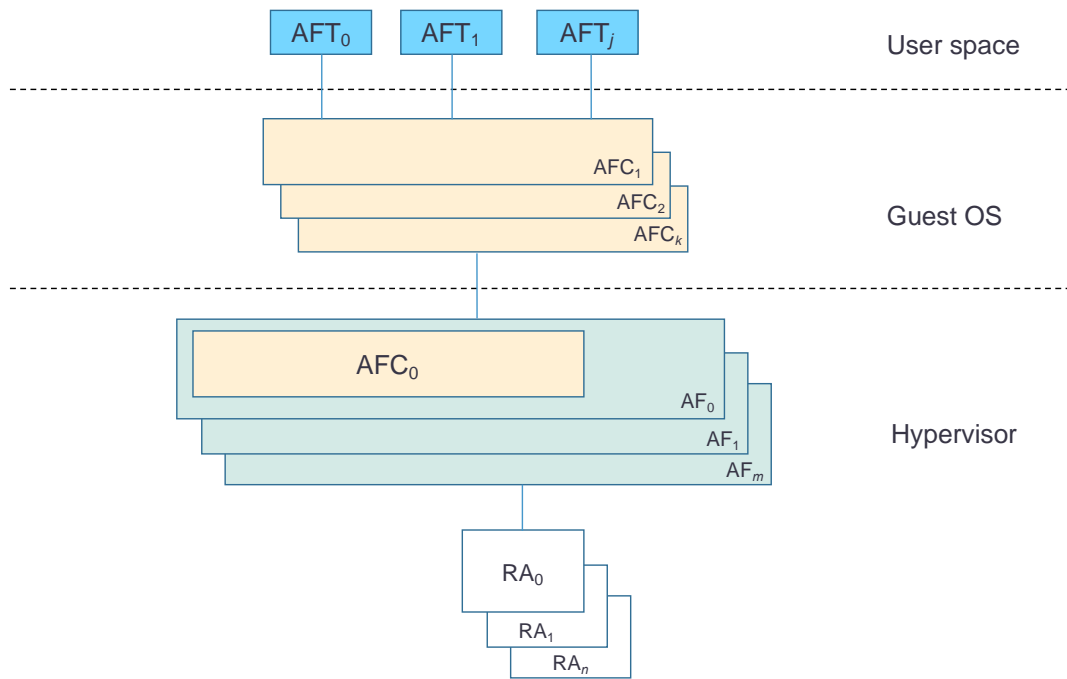 AFT₀ AFT₁ AFTⱼ
User space
AFC₁
AFC₂
AFCₖ
Guest OS
AFC₀
AF₀
AF₁
AFₘ
Hypervisor
RA₀
RA₁
RAₙ